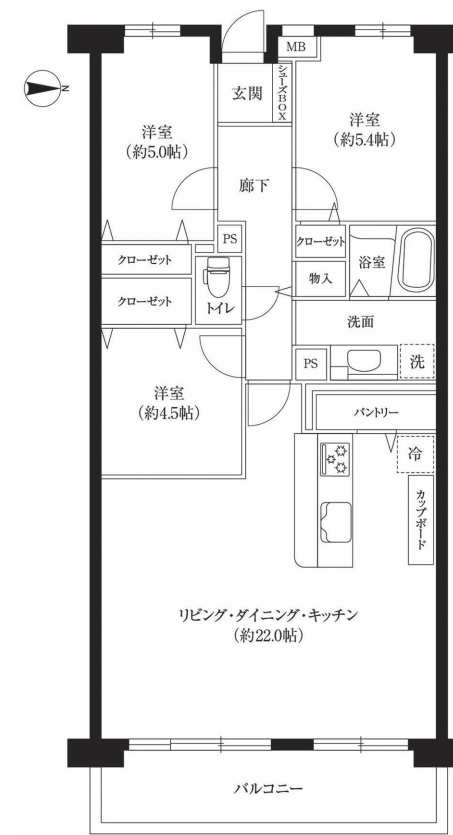 MB
シューズBOX
玄関
洋室
(約5.0帖)
洋室
(約5.4帖)
N
廊下
PS
クローゼット
クローゼット
浴室
トイレ
物入
クローゼット
洗面
PS
洗
洋室
(約4.5帖)
パントリー
冷
カップボード
リビング・ダイニング・キッチン
(約22.0帖)
バルコニー